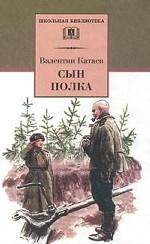 ШКОЛЬНАЯ БИБЛИОТЕКА
Валентин Катаев
СЫН
ПОЛКА